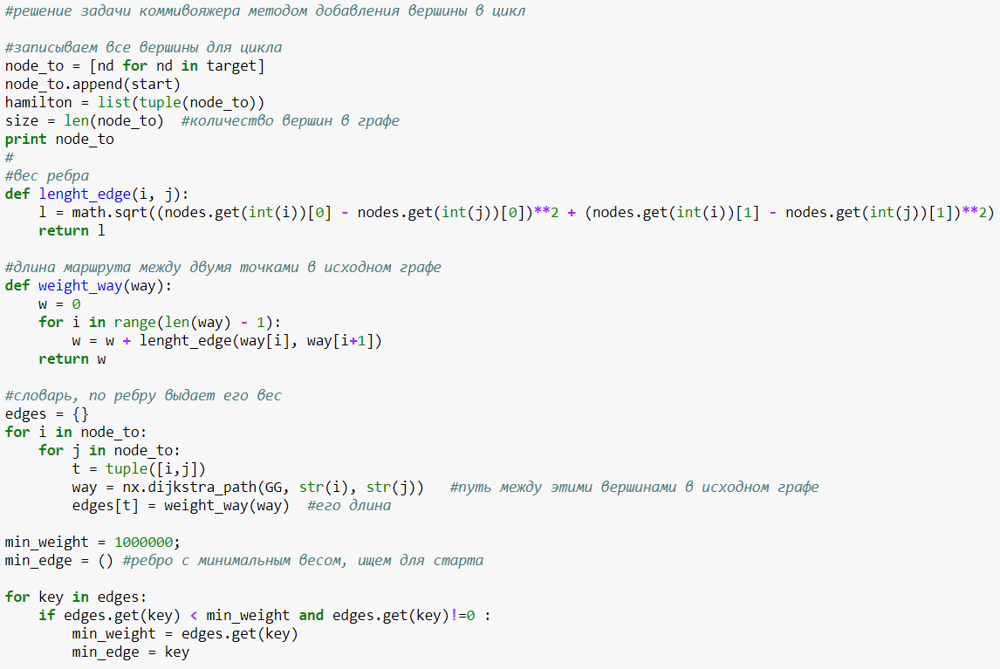 #решение задачи коммивояжера методом добавления вершины в цикл
#записываем все вершины для цикла
node_to = [nd for nd in target]
node_to.append(start)
hamilton = list(tuple(node_to))
size = len(node_to)  #количество вершин в графе
print node_to
#
#вес ребра
def lenght_edge(i, j):
    l = math.sqrt((nodes.get(int(i))[0] - nodes.get(int(j))[0])**2 + (nodes.get(int(i))[1] - nodes.get(int(j))[1])**2)
    return l
#длина маршрута между двумя точками в исходном графе
def weight_way(way):
    w = 0
    for i in range(len(way) - 1):
        w = w + lenght_edge(way[i], way[i+1])
    return w
#словарь, по ребру выдает его вес
edges = {}
for i in node_to:
    for j in node_to:
        t = tuple([i,j])
        way = nx.dijkstra_path(GG, str(i), str(j))   #путь между этими вершинами в исходном графе
        edges[t] = weight_way(way)  #его длина
min_weight = 1000000;
min_edge = () #ребро с минимальным весом, ищем для старта
for key in edges:
    if edges.get(key) < min_weight and edges.get(key)!=0 :
        min_weight = edges.get(key)
        min_edge = key